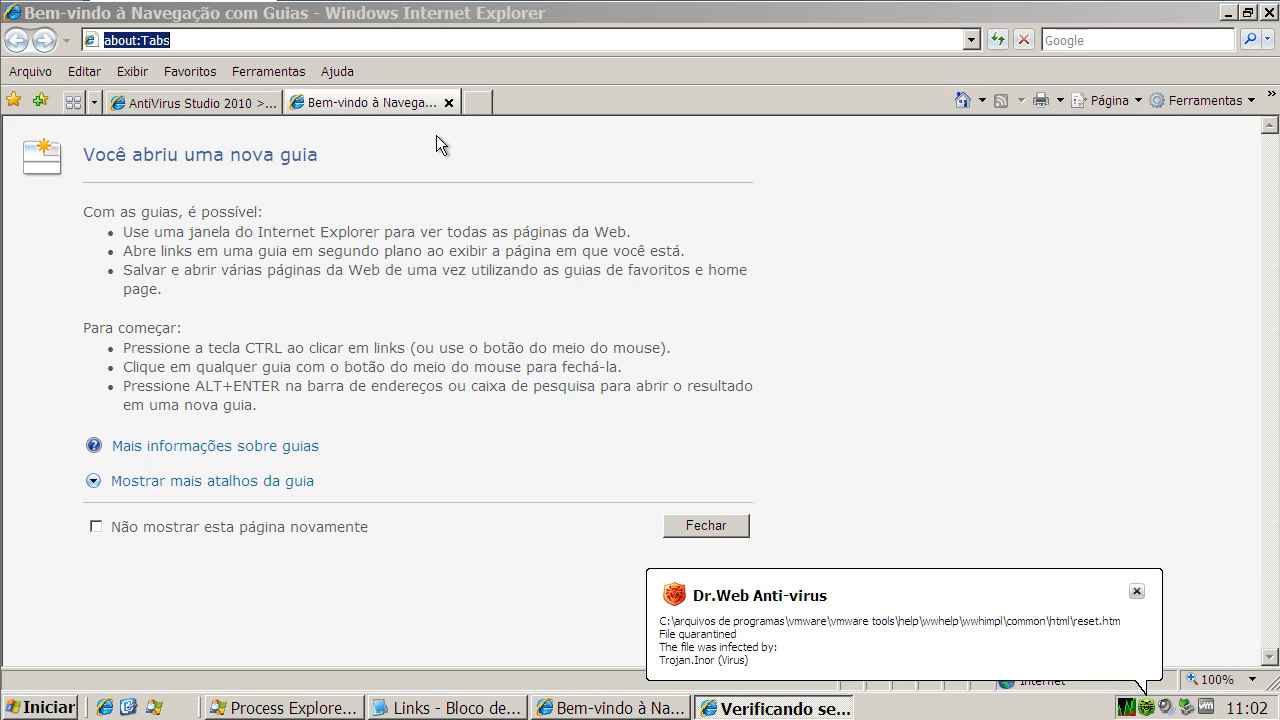 Bem-vindo à Navegação com Guias - Windows Internet Explorer
about:Tabs
Google
Arquivo Editar Exibir Favoritos Ferramentas Ajuda
AntiVirus Studio 2010 >... Bem-vindo à Navega... Página Ferramentas »
Você abriu uma nova guia
Com as guias, é possível:
• Use uma janela do Internet Explorer para ver todas as páginas da Web.
• Abre links em uma guia em segundo plano ao exibir a página em que você está.
• Salvar e abrir várias páginas da Web de uma vez utilizando as guias de favoritos e home
page.
Para começar:
• Pressione a tecla CTRL ao clicar em links (ou use o botão do meio do mouse).
• Clique em qualquer guia com o botão do meio do mouse para fechá-la.
• Pressione ALT+ENTER na barra de endereços ou caixa de pesquisa para abrir o resultado
em uma nova guia.
Mais informações sobre guias
Mostrar mais atalhos da guia
Não mostrar esta página novamente
Fechar
Dr.Web Anti-virus
C:\arquivos de programas\vmware\vmware tools\help\wwhelp\wwhimpl\common\html\reset.htm
File quarantined
The file was infected by:
Trojan.Inor (Virus)
Internet
100%
Iniciar Process Explore... Links - Bloco de... Bem-vindo à Na... Verificando se... 11:02